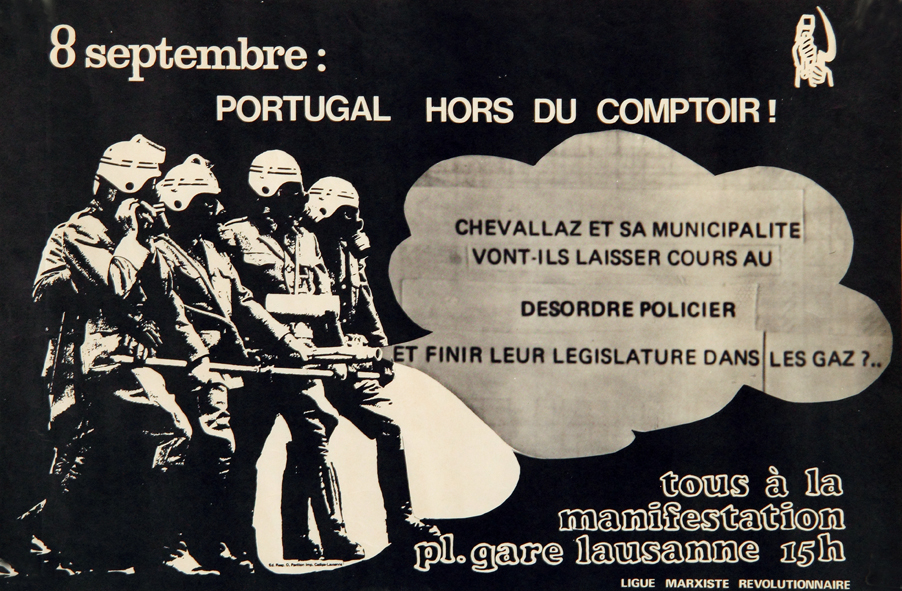 8 septembre :
PORTUGAL HORS DU COMPTOIR !
CHEVALLAZ ET SA MUNICIPALITE
VONT-ILS LAISSER COURS AU
DESORDRE POLICIER
ET FINIR LEUR LEGISLATURE DANS LES GAZ ?..
tous à la
manifestation
pl. gare lausanne 15h
LIGUE MARXISTE REVOLUTIONNAIRE